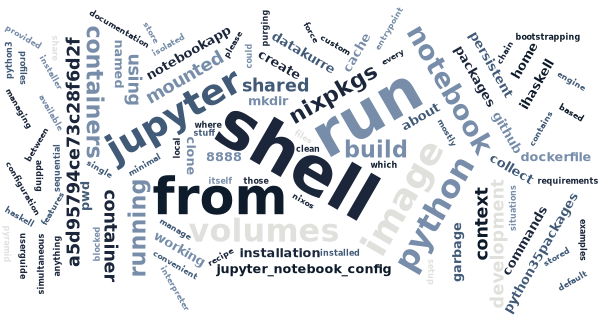 documentation
provided
python3
profiles
installer
share
managing
available
configuration
between
adding
sequential
haskell
features
pyramid
userguide
simultaneous
anything
a5d95794ce73c28f6d2f
pwd
containers
single
named
using
store
isolated
notebookapp
please
mounted
jupyter
minimal
blocked
container
running
manage
working
convenient
interpreter
recipe
local
clone
stuff
where
8888
itself
those
from
volumes
installation
installed
jupyter_notebook_config
shell
files
clean
nixos
mkdir
shared
create
could
purging
datakurre
force
custom
cache
entrypoint
nixpkgs
every
run
build
which
about
mostly
image
python
notebook
packages
persistent
chain
home
bootstrapping
ihaskell
engine
github
contains
based
collect
dockerfile
requirements
context
development
situations
garbage
commands
python35packages
stored
default
examples